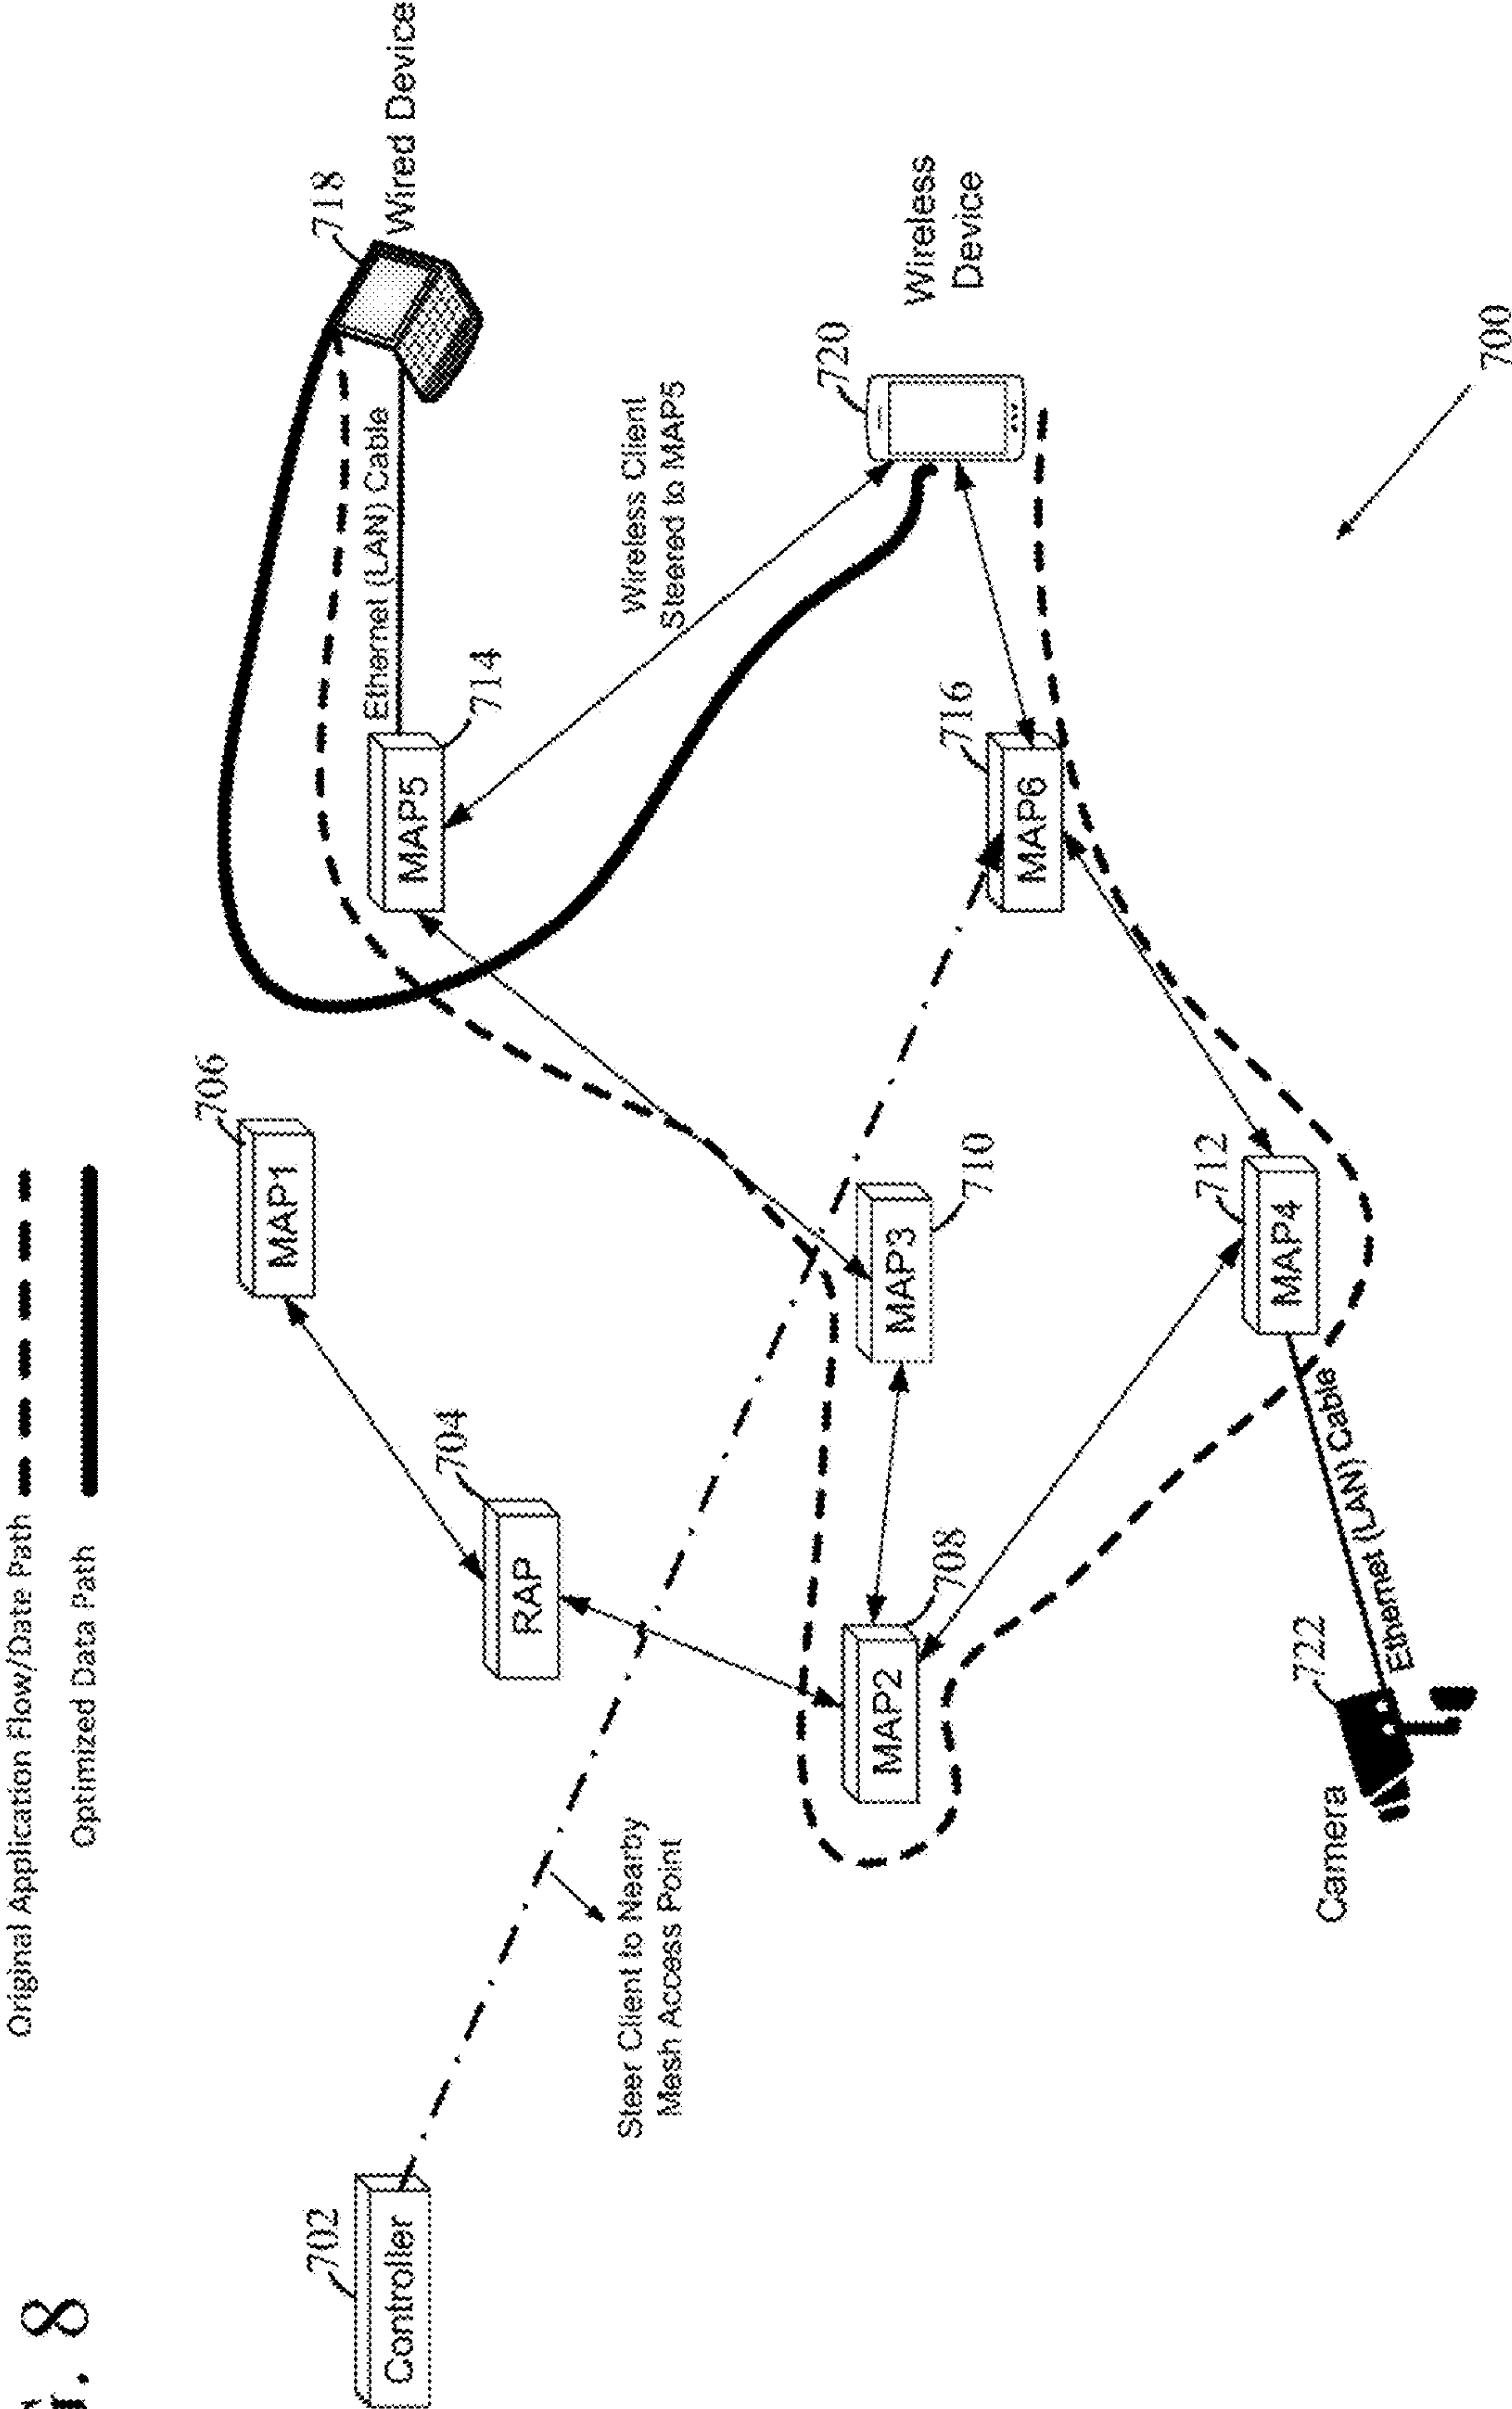 G. 8
Original Application Flow/Date Path
Optimized Data Path
702
Controller
Steer Client to Nearby
Mesh Access Point
704
RAP
706
MAP1
708
MAP2
710
MAP3
712
MAP4
714
MAP5
716
MAP6
Ethernet (LAN) Cable
718
Wired Device
Wireless Client
Steered to MAP5
720
Wireless
Device
722
Camera
Ethernet (LAN) Cable
700